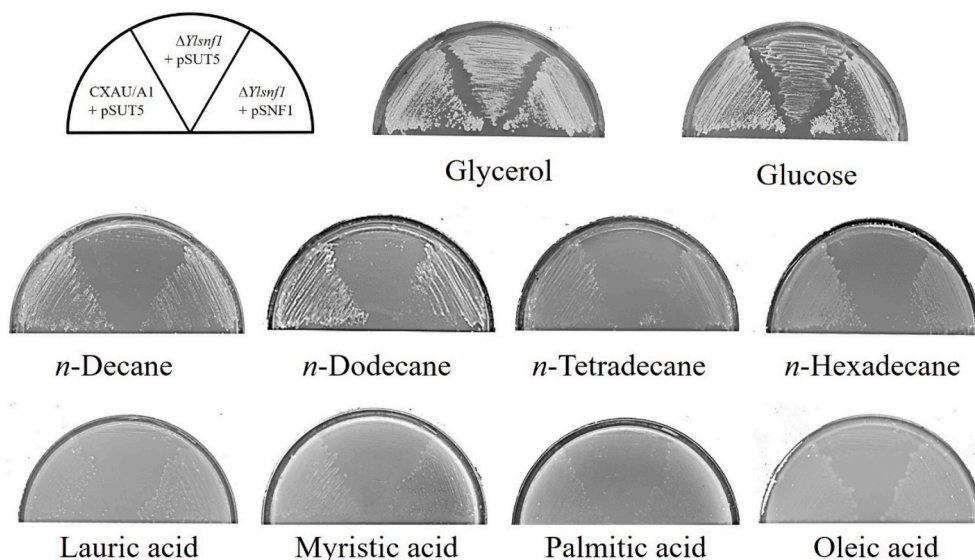 ΔYlsnf1
+ pSUT5
CXAU/A1
+ pSUT5
ΔYlsnf1
+ pSNF1
Glycerol
Glucose
n-Decane
n-Dodecane
n-Tetradecane
n-Hexadecane
Lauric acid
Myristic acid
Palmitic acid
Oleic acid